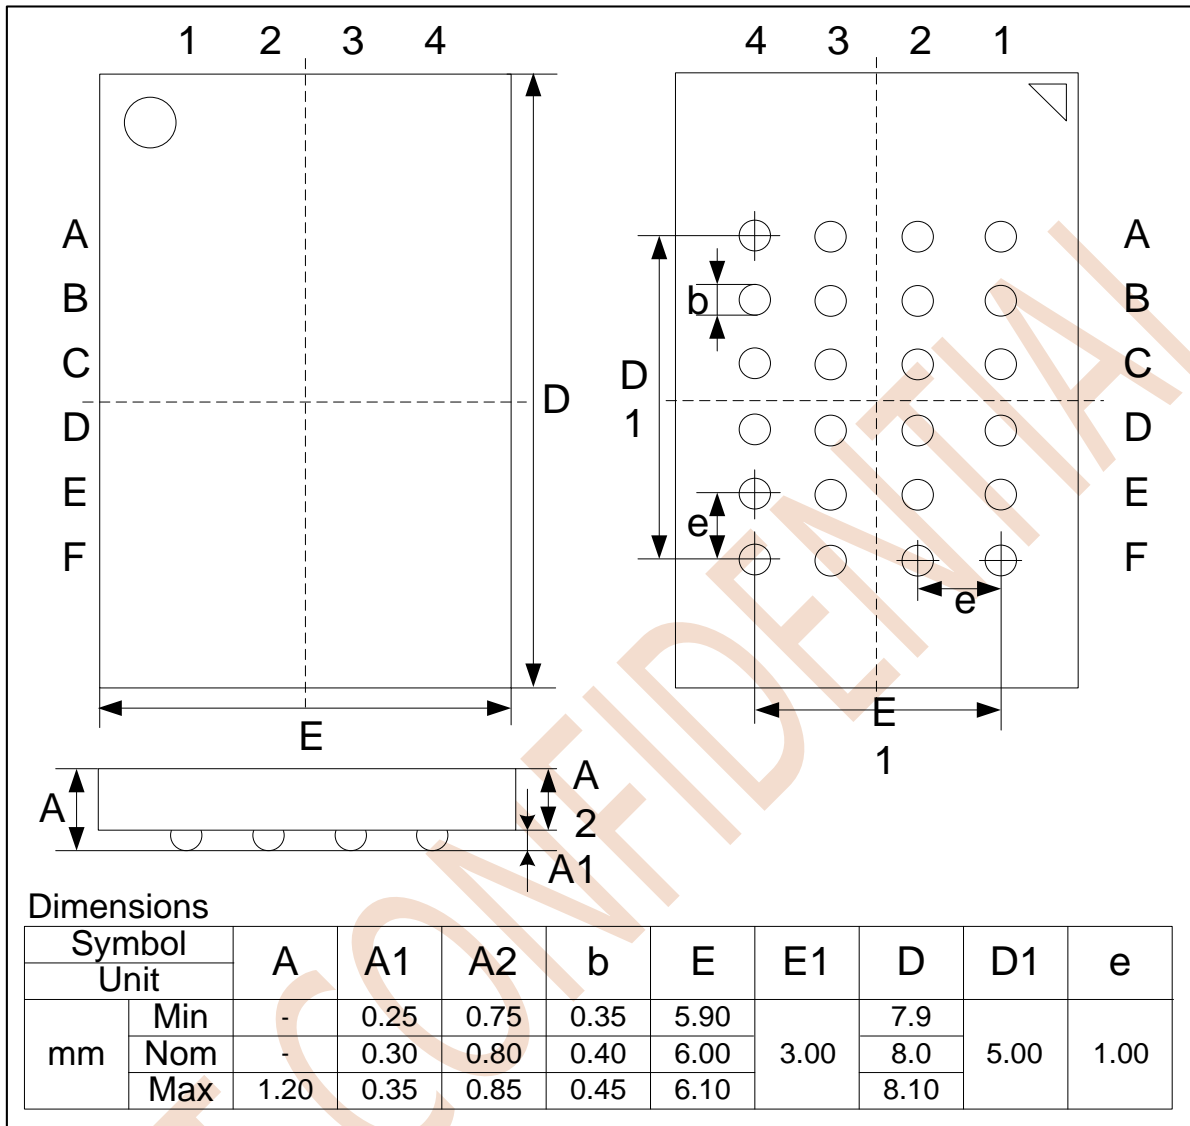 1 2 3 4
4 3 2 1
A
B
C
D
E
F
D
E
b
D
1
e
e
E
1
A
B
C
D
E
F
A
A
2
A1
Dimensions
Symbol A A1 A2 b E E1 D D1 e
Unit
mm Min - 0.25 0.75 0.35 5.90 3.00 7.9 5.00 1.00
Nom - 0.30 0.80 0.40 6.00 8.0
Max 1.20 0.35 0.85 0.45 6.10 8.10
CONFIDENTIAL